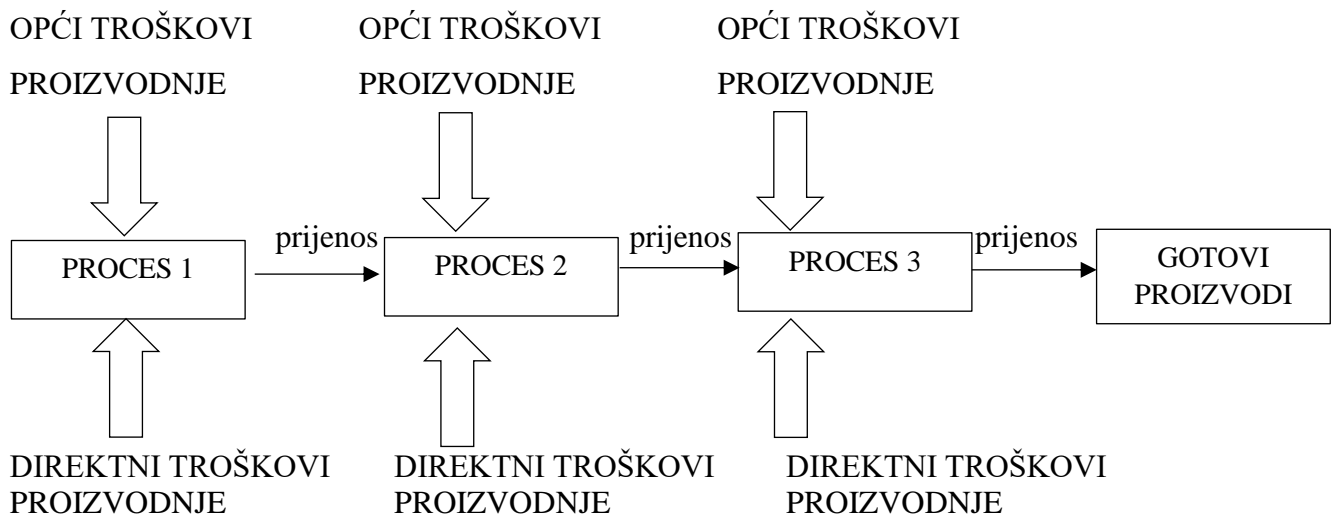 OPĆI TROŠKOVI
PROIZVODNJE
OPĆI TROŠKOVI
PROIZVODNJE
OPĆI TROŠKOVI
PROIZVODNJE
PROCES 1
prijenos
PROCES 2
prijenos
PROCES 3
prijenos
GOTOVI
PROIZVODI
DIREKTNI TROŠKOVI
PROIZVODNJE
DIREKTNI TROŠKOVI
PROIZVODNJE
DIREKTNI TROŠKOVI
PROIZVODNJE